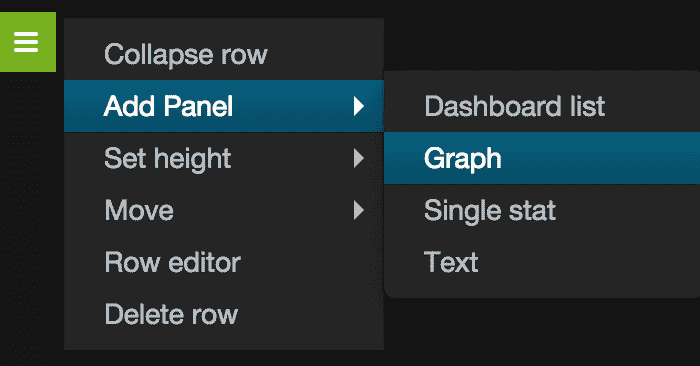 Collapse row
Add Panel
Set height
Move
Row editor
Delete row
Dashboard list
Graph
Single stat
Text